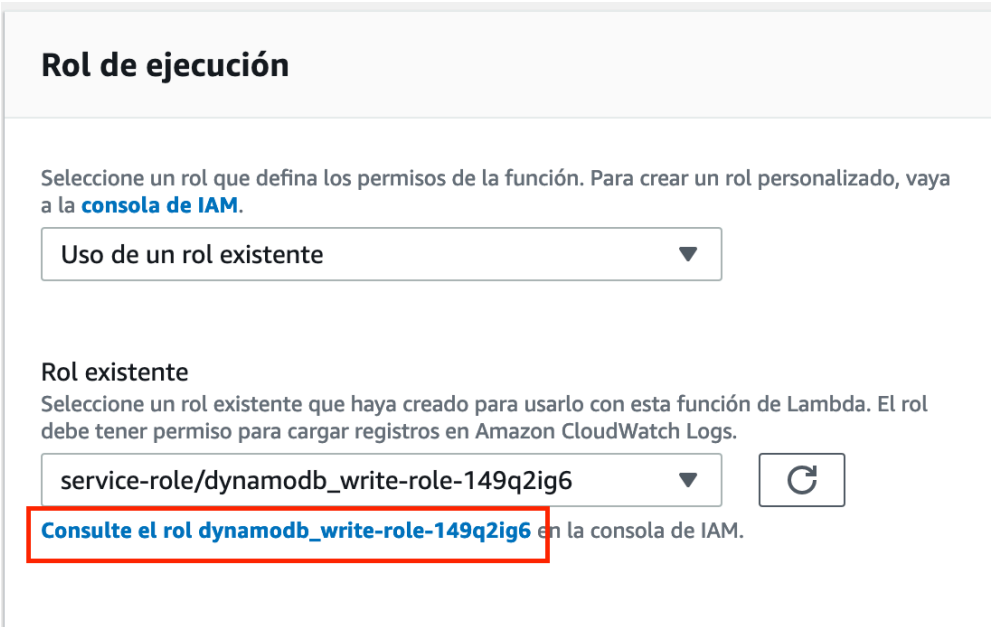 Rol de ejecución
Seleccione un rol que defina los permisos de la función. Para crear un rol personalizado, vaya
a la consola de IAM.
Uso de un rol existente
Rol existente
Seleccione un rol existente que haya creado para usarlo con esta función de Lambda. El rol
debe tener permiso para cargar registros en Amazon CloudWatch Logs.
service-role/dynamodb_write-role-149q2ig6
Consulte el rol dynamodb_write-role-149q2ig6 en la consola de IAM.